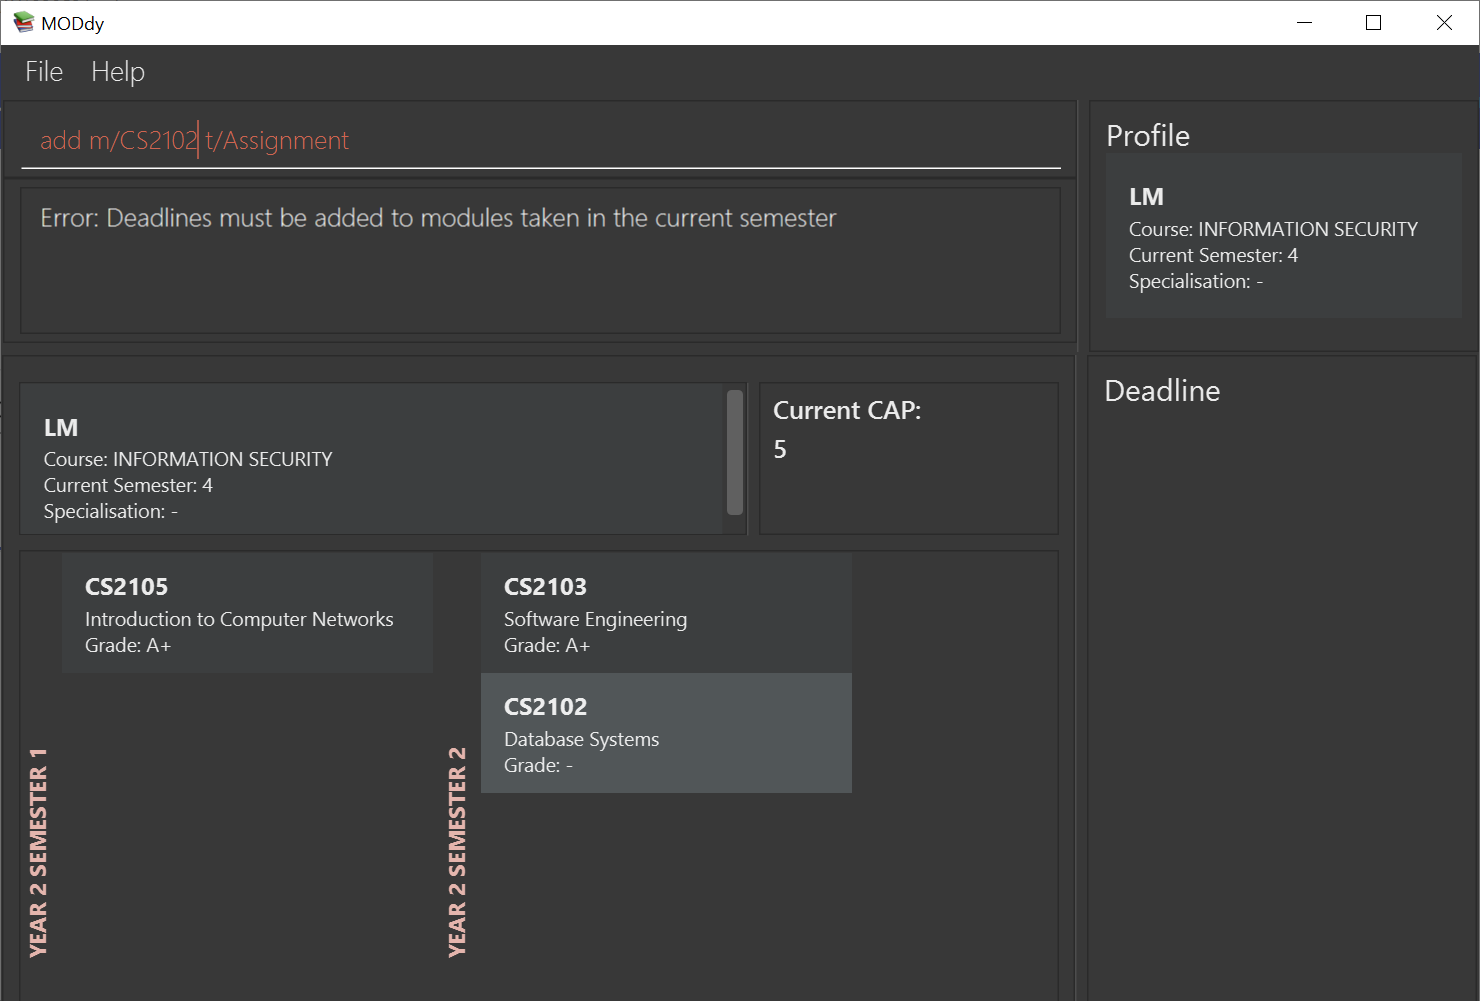 MODdy
File Help
add m/CS2102 t/Assignment
Error: Deadlines must be added to modules taken in the current semester
Profile
LM
Course: INFORMATION SECURITY
Current Semester: 4
Specialisation: -
LM
Course: INFORMATION SECURITY
Current Semester: 4
Specialisation: -
Current CAP:
5
Deadline
YEAR 2 SEMESTER 1
CS2105
Introduction to Computer Networks
Grade: A+
YEAR 2 SEMESTER 2
CS2103
Software Engineering
Grade: A+
CS2102
Database Systems
Grade: -